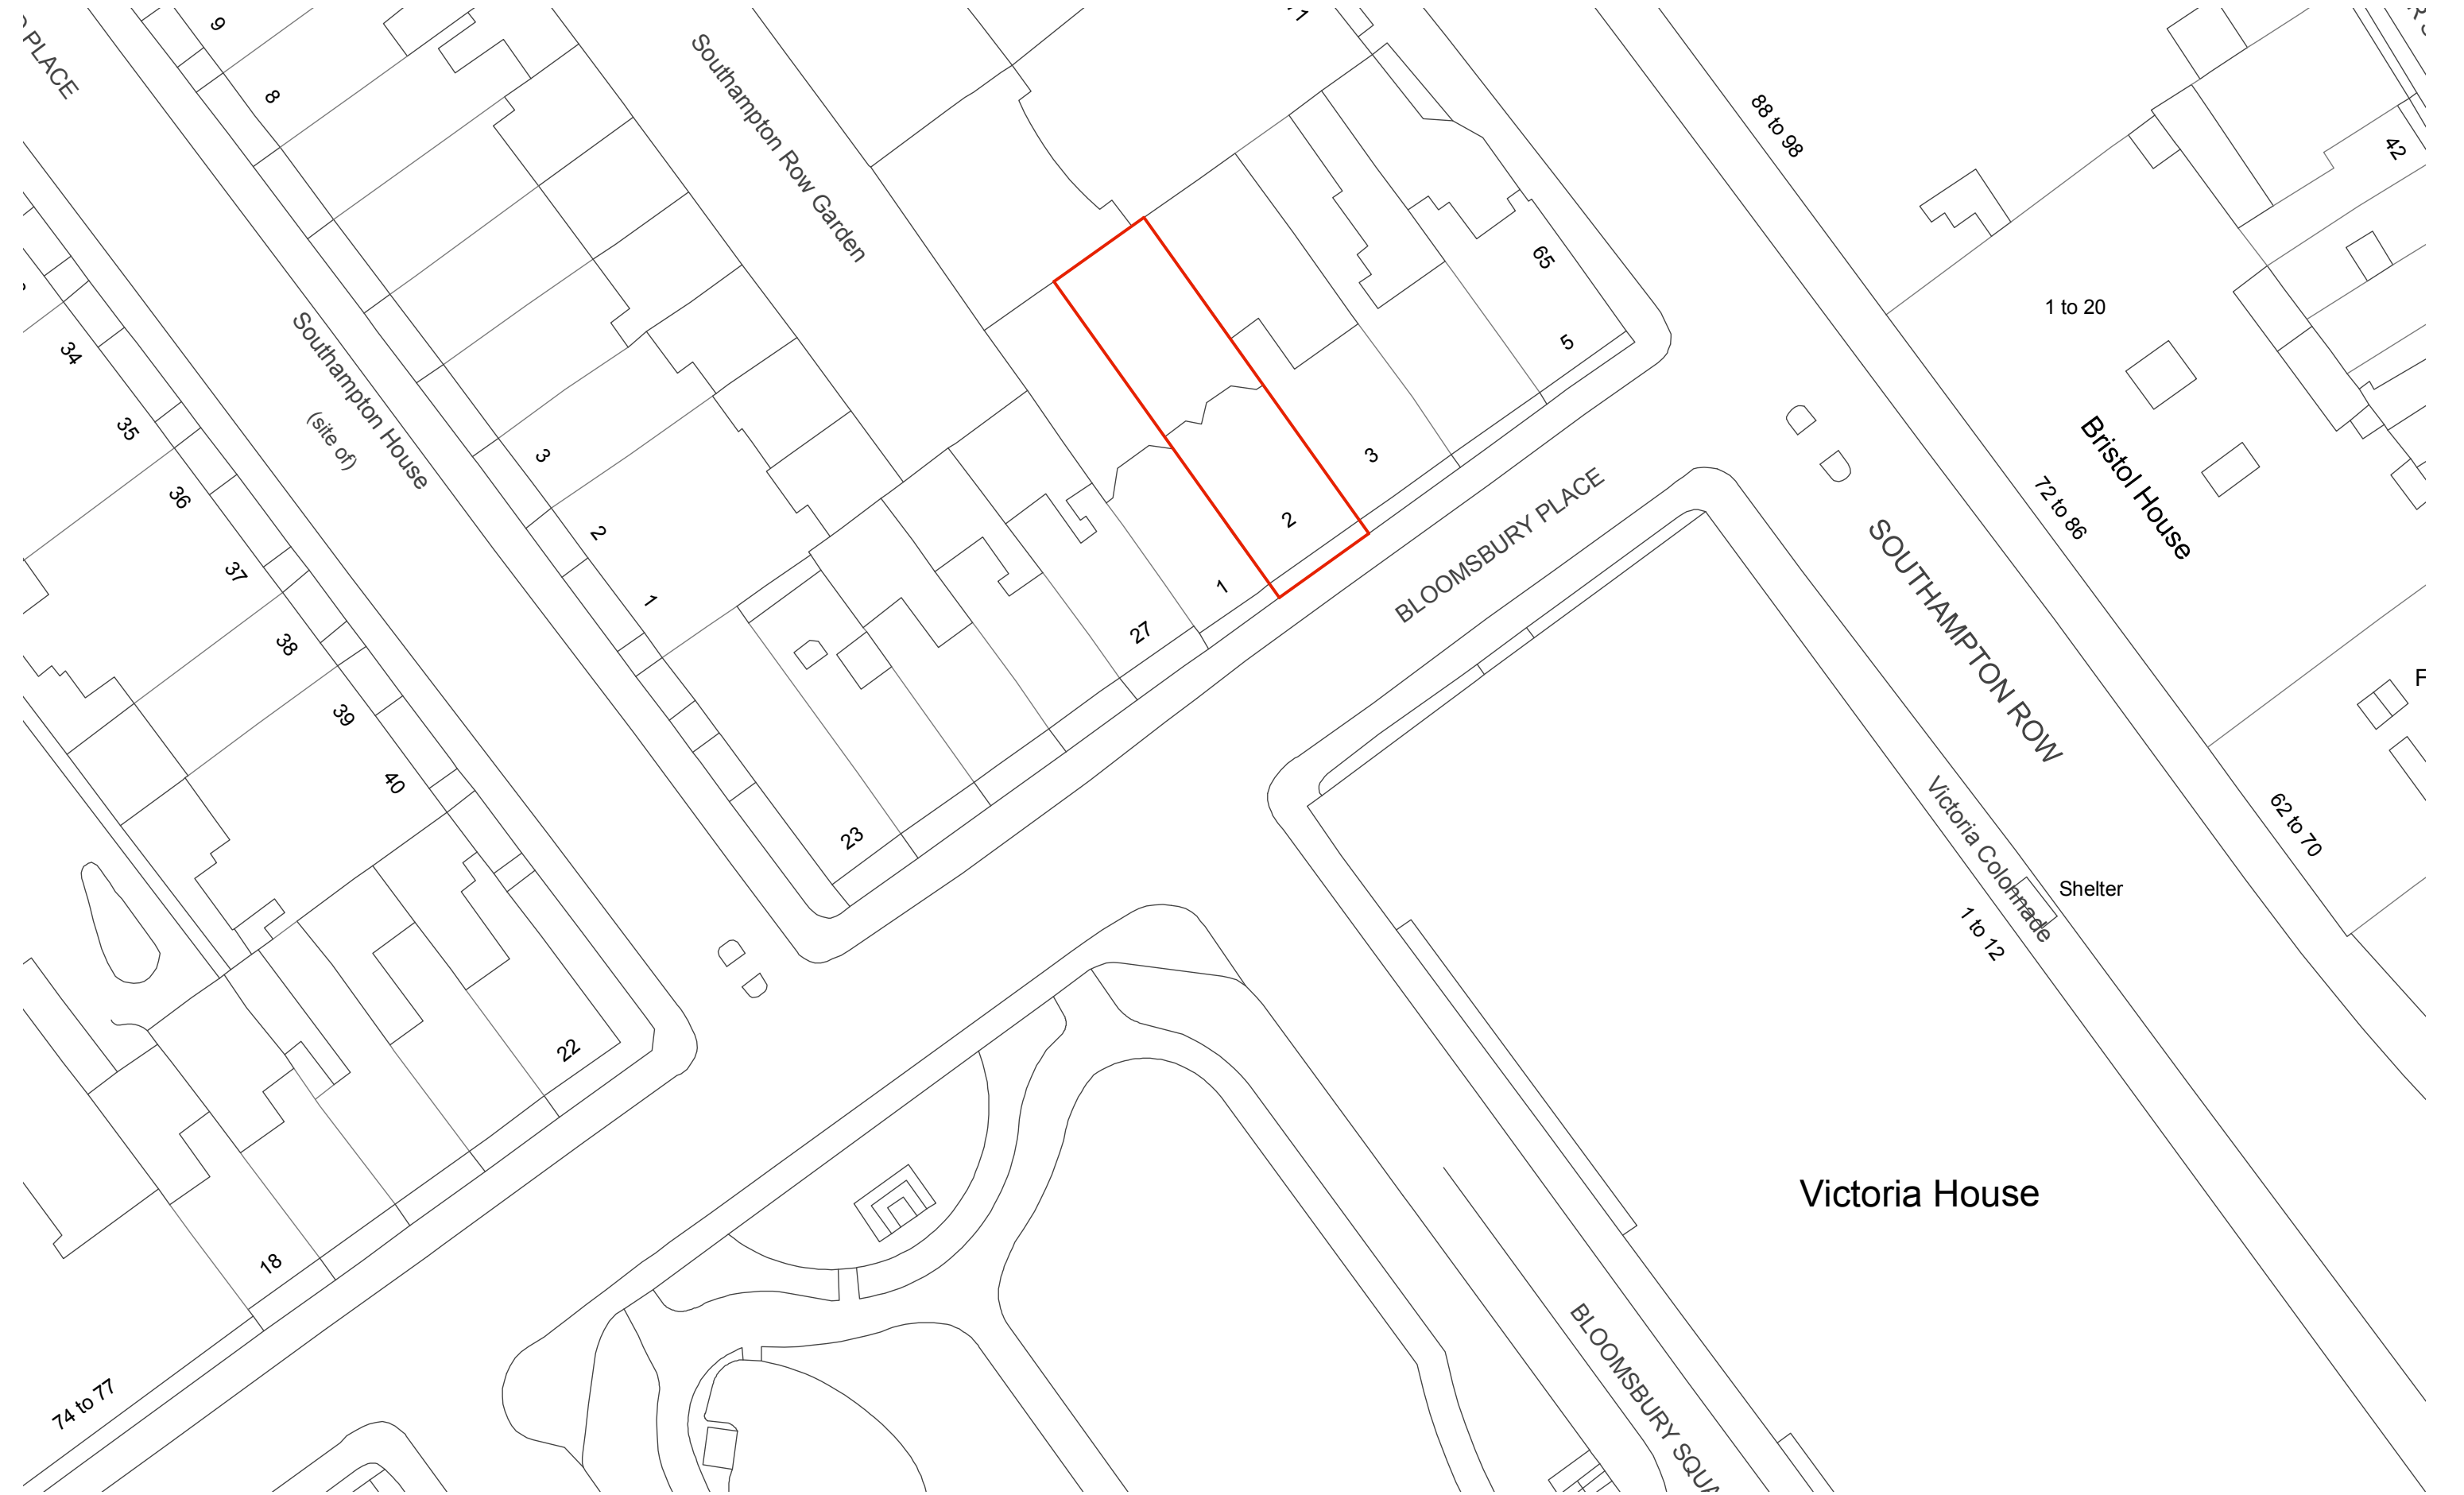 PLACE
9
8
Southampton Row Garden
88 to 98
42
65
1 to 20
34
Southampton House
(site of)
35
36
37
38
39
40
3
2
1
5
3
2
1
27
23
BLOOMSBURY PLACE
Bristol House
72 to 86
SOUTHAMPTON ROW
62 to 70
Victoria Colonnade
Shelter
1 to 12
22
18
74 to 77
Victoria House
BLOOMSBURY SQUA